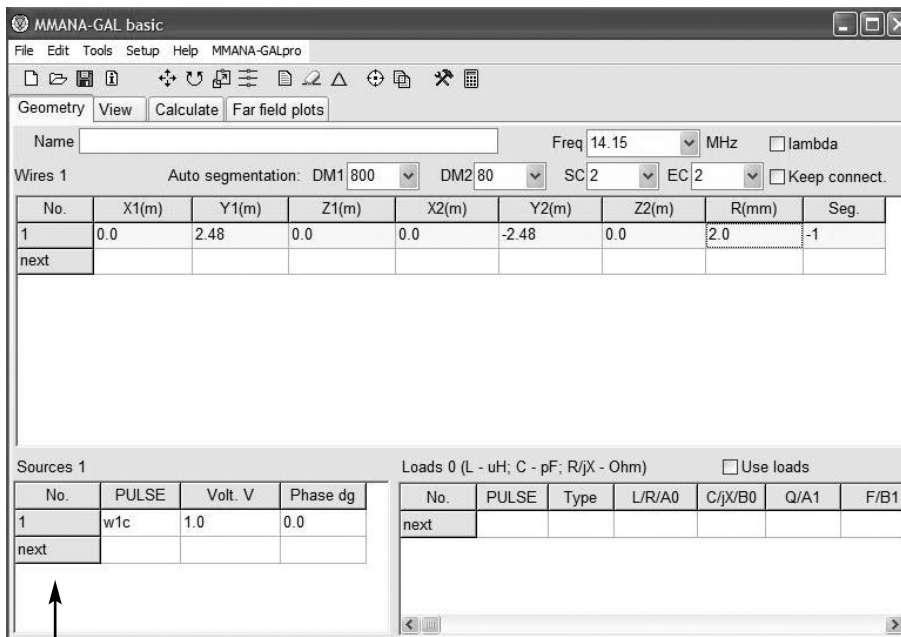 MMANA-GAL basic
File Edit Tools Setup Help MMANA-GALpro
Geometry View Calculate Far field plots
Name Freq 14.15 MHz lambda
Wires 1 Auto segmentation: DM1 800 DM2 80 SC 2 EC 2 Keep connect.
No. X1(m) Y1(m) Z1(m) X2(m) Y2(m) Z2(m) R(mm) Seg.
1 0.0 2.48 0.0 0.0 -2.48 0.0 2.0 -1
next
Sources 1 Loads 0 (L - uH; C - pF; R/jX - Ohm) Use loads
No. PULSE Volt. V Phase dg No. PULSE Type L/R/A0 C/jX/B0 Q/A1 F/B1
1 w1c 1.0 0.0 next
next